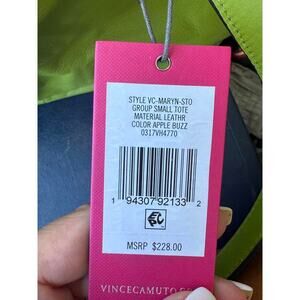 STYLE VC-MARYN-STO
GROUP SMALL TOTE
MATERIAL LEATHR
COLOR APPLE BUZZ
0317VH4770
1 94307 92133 2
MSRP $228.00